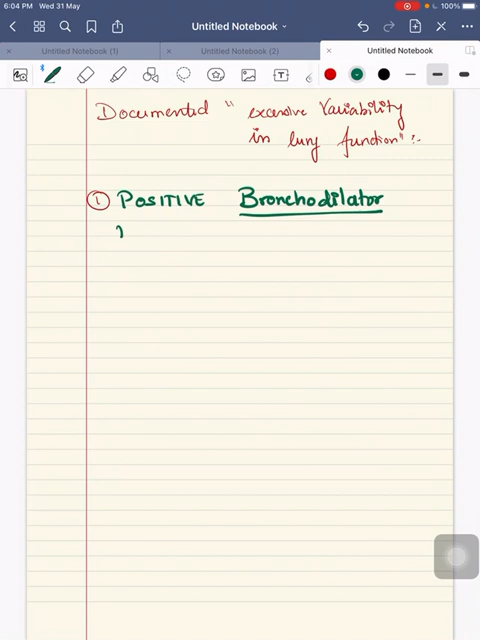 6:04 PM Wed 31 May
100%
Untitled Notebook
Untitled Notebook (1)
Untitled Notebook (2)
Untitled Notebook
Documented " excessive Variability
in lung function" :-
① POSITIVE Bronchodilator